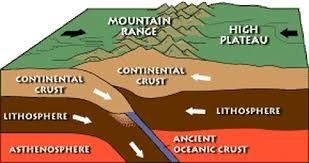 MOUNTAIN
RANGE
HIGH
PLATEAU
CONTINENTAL
CRUST
CONTINENTAL
CRUST
LITHOSPHERE
LITHOSPHERE
ASTHENOSPHERE
ANCIENT
OCEANIC CRUST